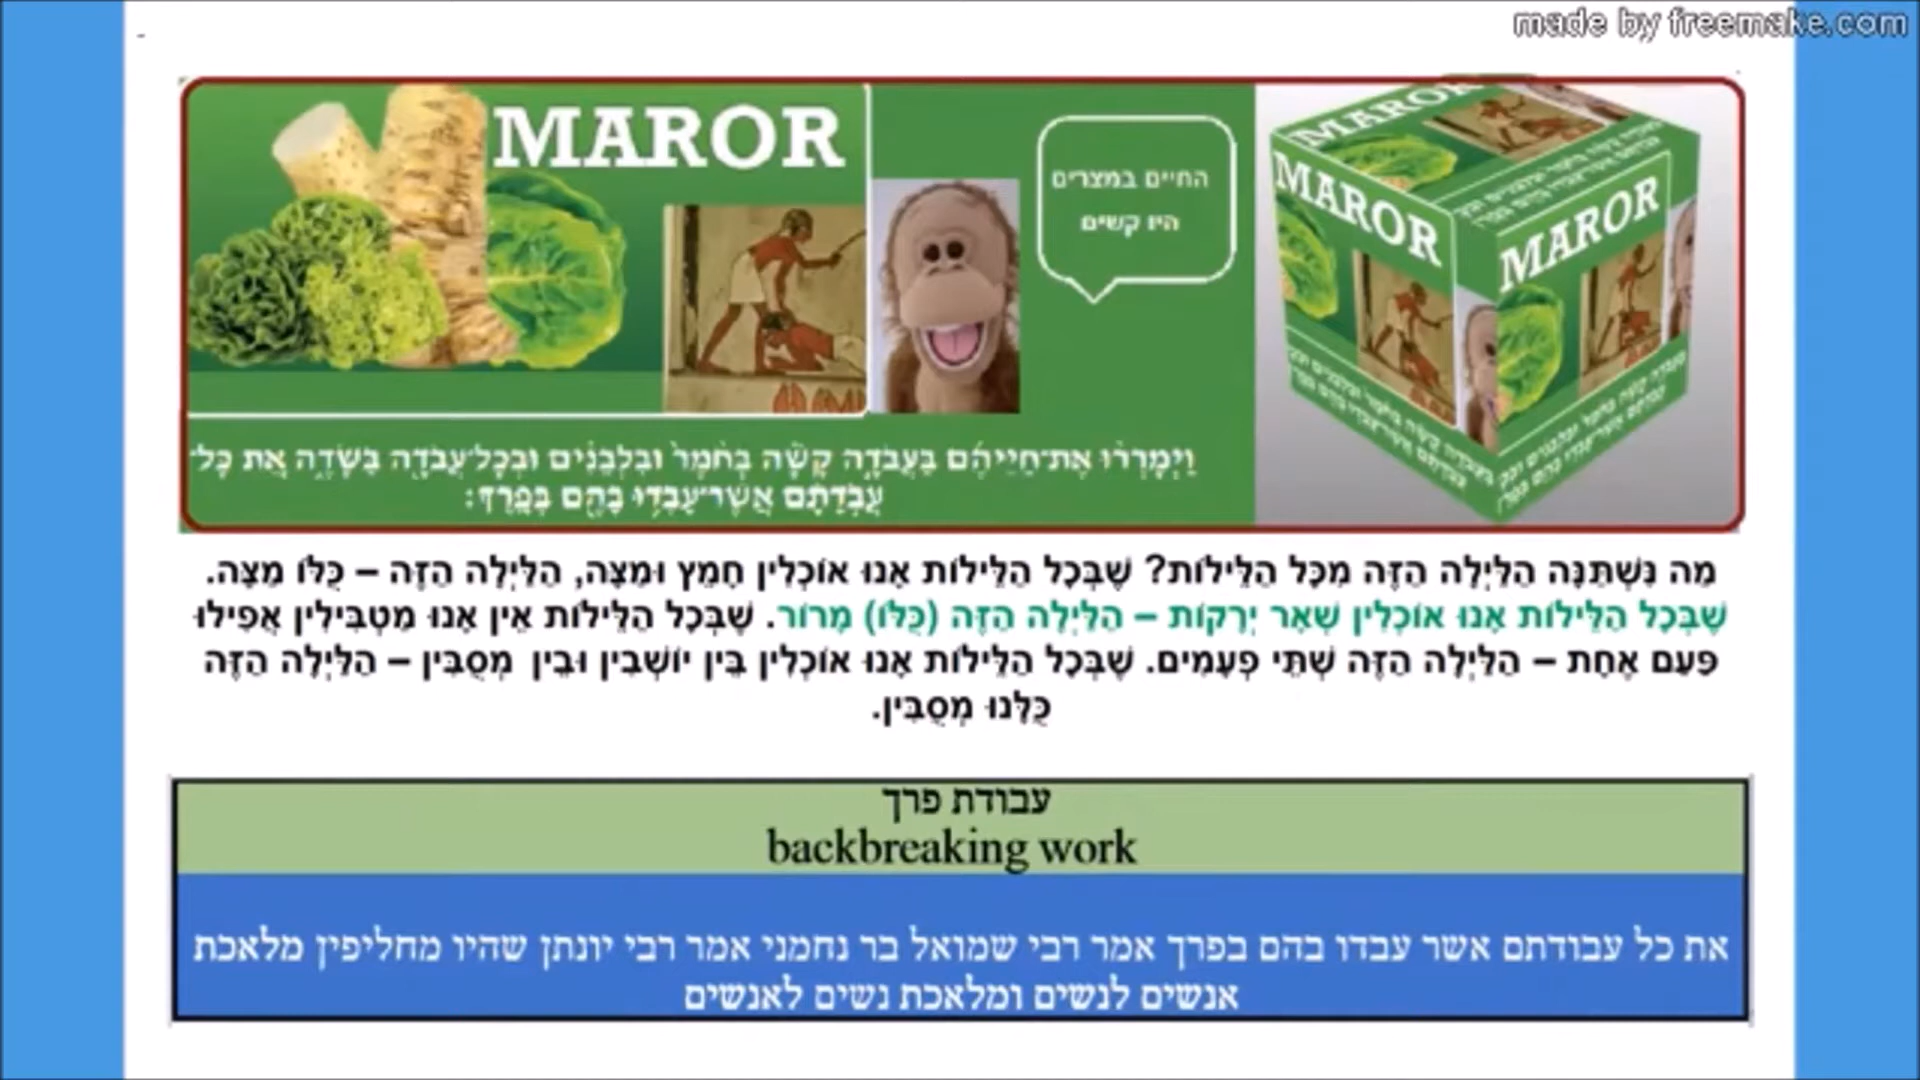 made by freemake.com
MAROR
החיים במצרים
היו קשים
MAROR
MAROR
MAROR
וַיְמָרְר֨וּ אֶת־חַיֵּיהֶ֜ם בַּעֲבֹדָ֣ה קָשָׁ֗ה בְּחֹ֙מֶר֙ וּבִלְבֵנִ֔ים וּבְכׇל־עֲבֹדָ֖ה בַּשָּׂדֶ֑ה אֵ֚ת כׇּל־
עֲבֹ֣דָתָ֔ם אֲשֶׁר־עָבְד֥וּ בָהֶ֖ם בְּפָֽרֶךְ׃
מַה נִּשְׁתַּנָּה הַלַּיְלָה הַזֶּה מִכָּל הַלֵּילוֹת? שֶׁבְּכָל הַלֵּילוֹת אָנוּ אוֹכְלִין חָמֵץ וּמַצָּה, הַלַּיְלָה הַזֶּה – כֻּלּוֹ מַצָּה.
שֶׁבְּכָל הַלֵּילוֹת אָנוּ אוֹכְלִין שְׁאָר יְרָקוֹת – הַלַּיְלָה הַזֶּה (כֻּלּוֹ) מָרוֹר. שֶׁבְּכָל הַלֵּילוֹת אֵין אָנוּ מַטְבִּילִין אֲפִילוּ
פַּעַם אֶחָת – הַלַּיְלָה הַזֶּה שְׁתֵּי פְעָמִים. שֶׁבְּכָל הַלֵּילוֹת אָנוּ אוֹכְלִין בֵּין יוֹשְׁבִין וּבֵין מְסֻבִּין – הַלַּיְלָה הַזֶּה
כֻּלָּנוּ מְסֻבִּין.
עבודת פרך
backbreaking work
את כל עבודתם אשר עבדו בהם בפרך אמר רבי שמואל בר נחמני אמר רבי יונתן שהיו מחליפין מלאכת
אנשים לנשים ומלאכת נשים לאנשים